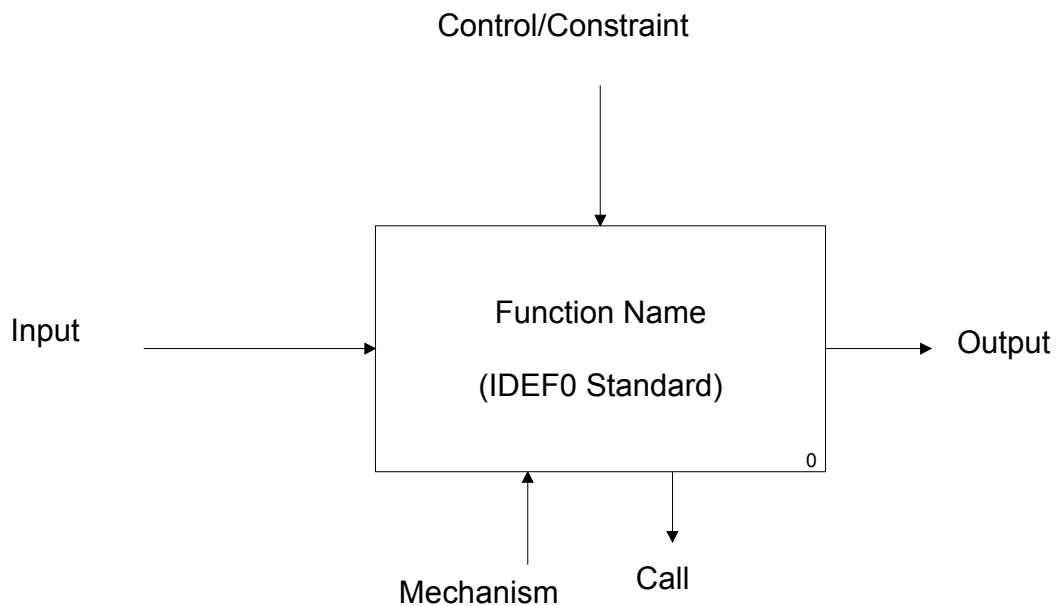 Control/Constraint
Input
Function Name
(IDEF0 Standard)
Output
0
Mechanism
Call